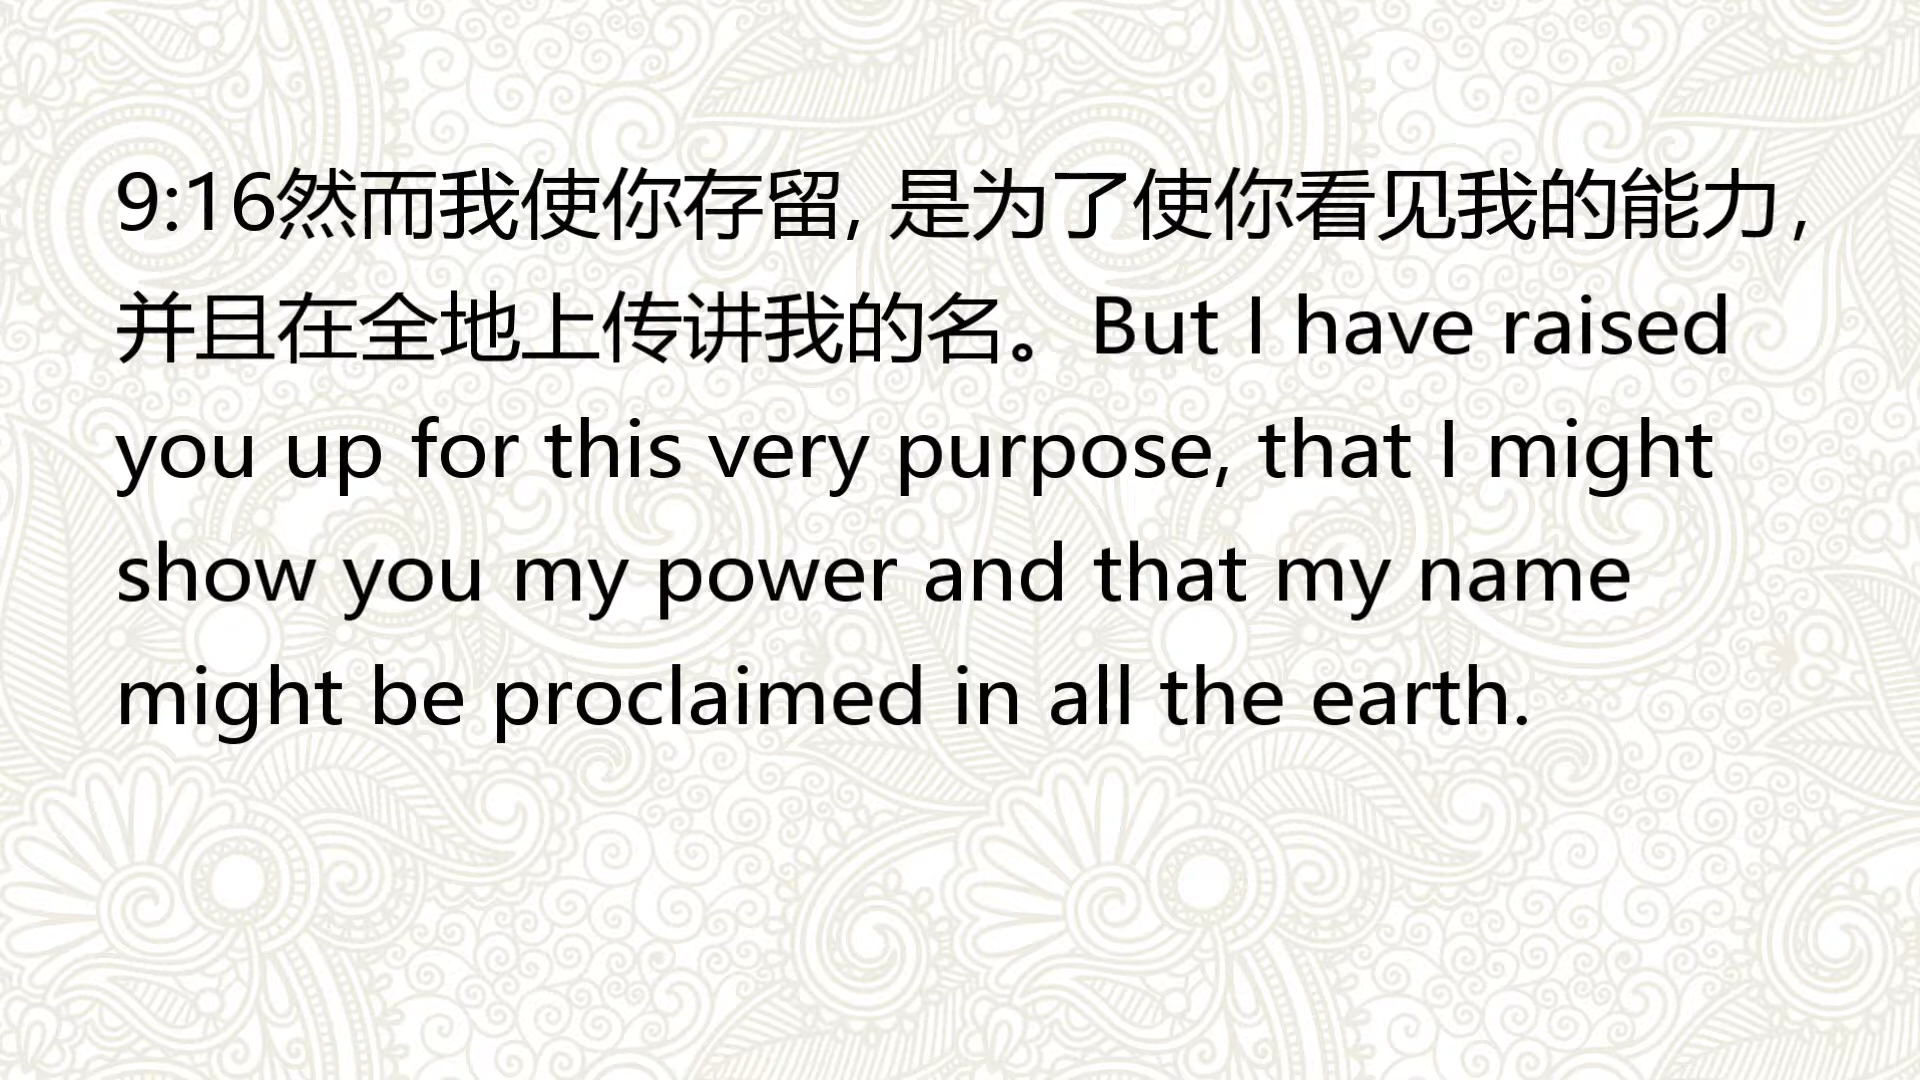 9:16然而我使你存留, 是为了使你看见我的能力,
并且在全地上传讲我的名。But I have raised
you up for this very purpose, that I might
show you my power and that my name
might be proclaimed in all the earth.